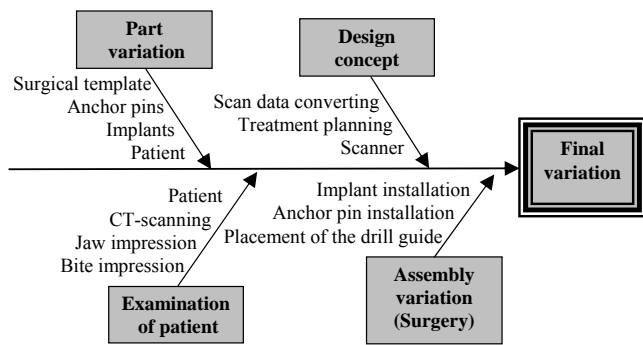 Part
variation
Surgical template
Anchor pins
Implants
Patient
Design
concept
Scan data converting
Treatment planning
Scanner
Final
variation
Patient
CT-scanning
Jaw impression
Bite impression
Examination
of patient
Implant installation
Anchor pin installation
Placement of the drill guide
Assembly
variation
(Surgery)